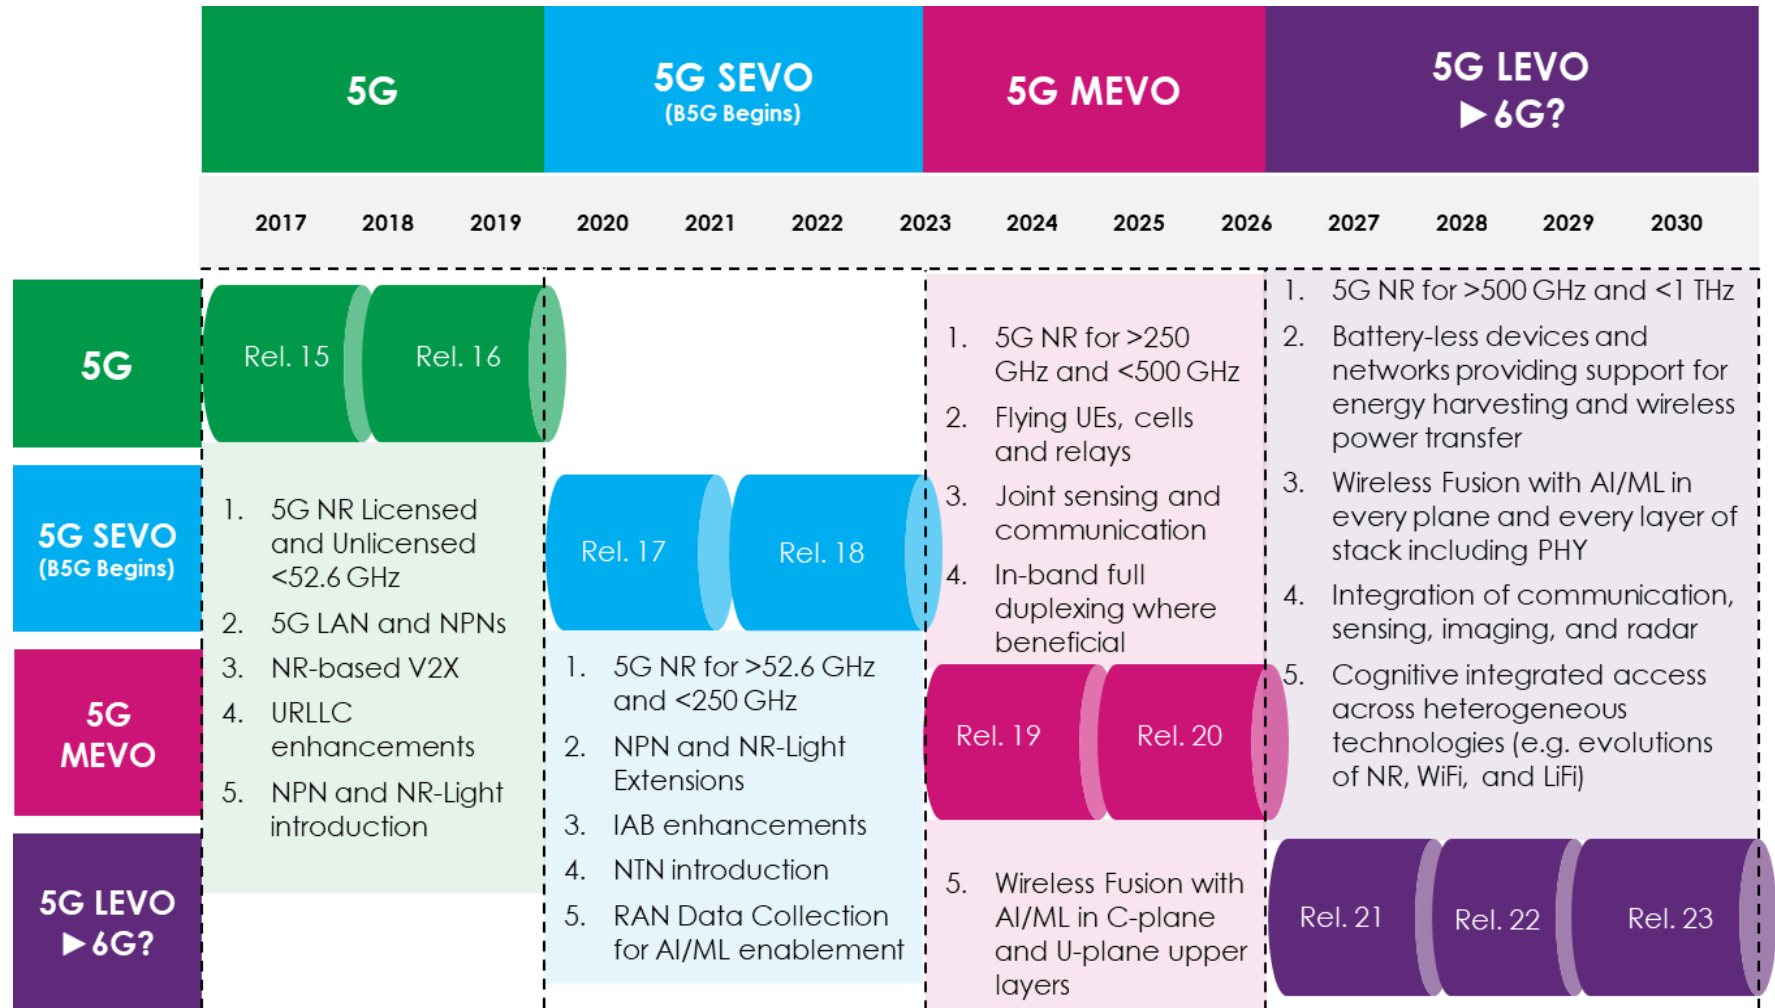 5G
5G SEVO
(B5G Begins)
5G MEVO
5G LEVO
►6G?
2017 2018 2019 2020 2021 2022 2023 2024 2025 2026 2027 2028 2029 2030
5G
Rel. 15
Rel. 16
5G SEVO
(B5G Begins)
Rel. 17
Rel. 18
5G
MEVO
Rel. 19
Rel. 20
5G LEVO
►6G?
Rel. 21
Rel. 22
Rel. 23
1. 5G NR Licensed
and Unlicensed
<52.6 GHz
2. 5G LAN and NPNs
3. NR-based V2X
4. URLLC
enhancements
5. NPN and NR-Light
introduction
1. 5G NR for >52.6 GHz
and <250 GHz
2. NPN and NR-Light
Extensions
3. IAB enhancements
4. NTN introduction
5. RAN Data Collection
for AI/ML enablement
1. 5G NR for >250
GHz and <500 GHz
2. Flying UEs, cells
and relays
3. Joint sensing and
communication
4. In-band full
duplexing where
beneficial
5. Wireless Fusion with
AI/ML in C-plane
and U-plane upper
layers
1. 5G NR for >500 GHz and <1 THz
2. Battery-less devices and
networks providing support for
energy harvesting and wireless
power transfer
3. Wireless Fusion with AI/ML in
every plane and every layer of
stack including PHY
4. Integration of communication,
sensing, imaging, and radar
5. Cognitive integrated access
across heterogeneous
technologies (e.g. evolutions
of NR, WiFi, and LiFi)